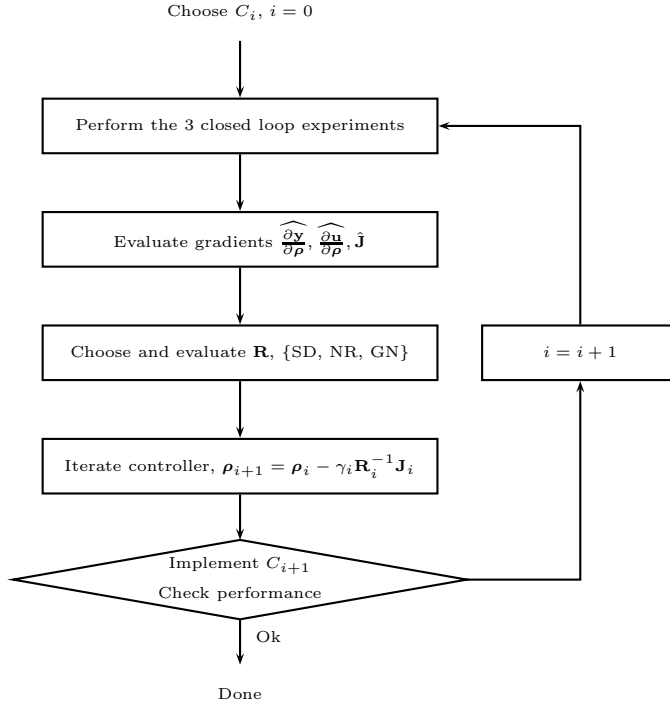 Choose $C_i$, $i = 0$
Perform the 3 closed loop experiments
Evaluate gradients $\widehat{\frac{\partial \mathbf{y}}{\partial \boldsymbol{\rho}}}, \widehat{\frac{\partial \mathbf{u}}{\partial \boldsymbol{\rho}}}, \hat{\mathbf{J}}$
Choose and evaluate $\mathbf{R}$, {SD, NR, GN}
$i = i + 1$
Iterate controller, $\boldsymbol{\rho}_{i+1} = \boldsymbol{\rho}_i - \gamma_i \mathbf{R}_i^{-1} \mathbf{J}_i$
Implement $C_{i+1}$
Check performance
Ok
Done